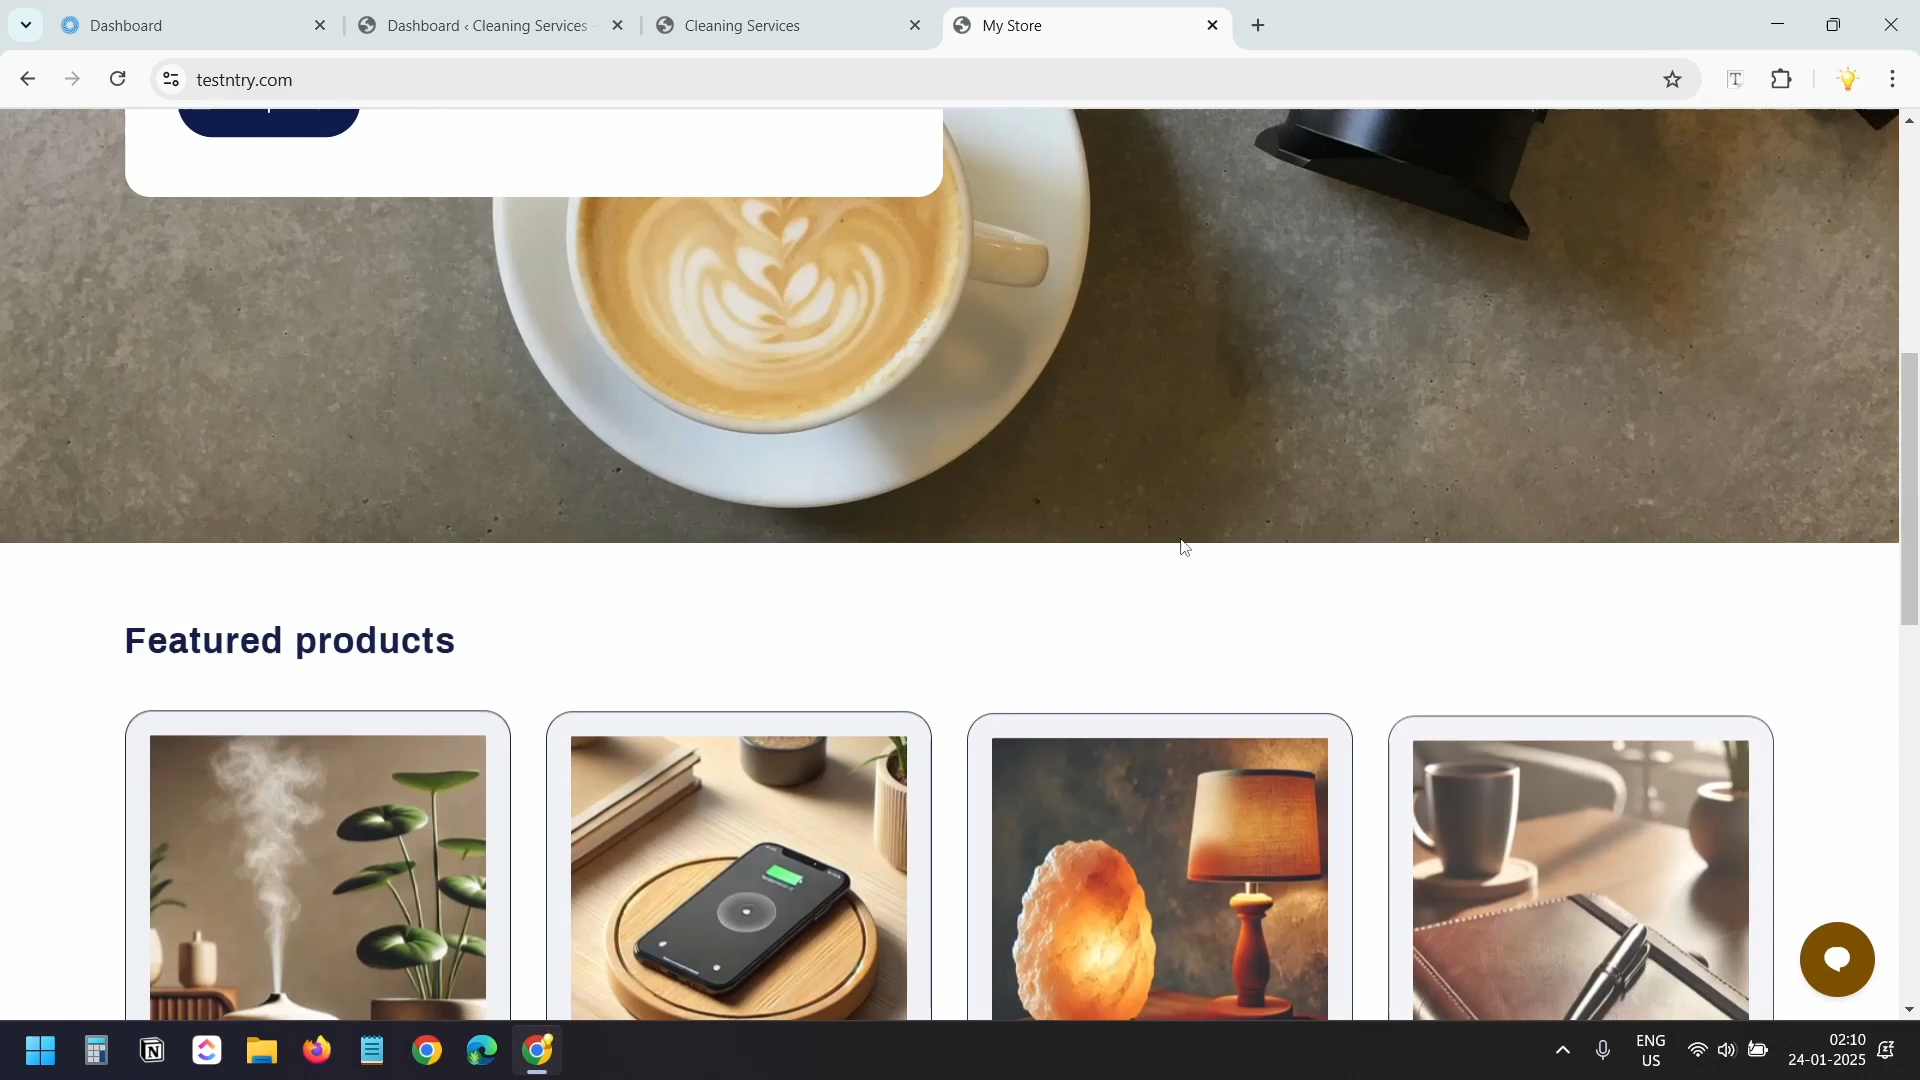 Dashboard
Dashboard ‹ Cleaning Services
Cleaning Services
My Store
testntry.com
Featured products
ENG
US
02:10
24-01-2025